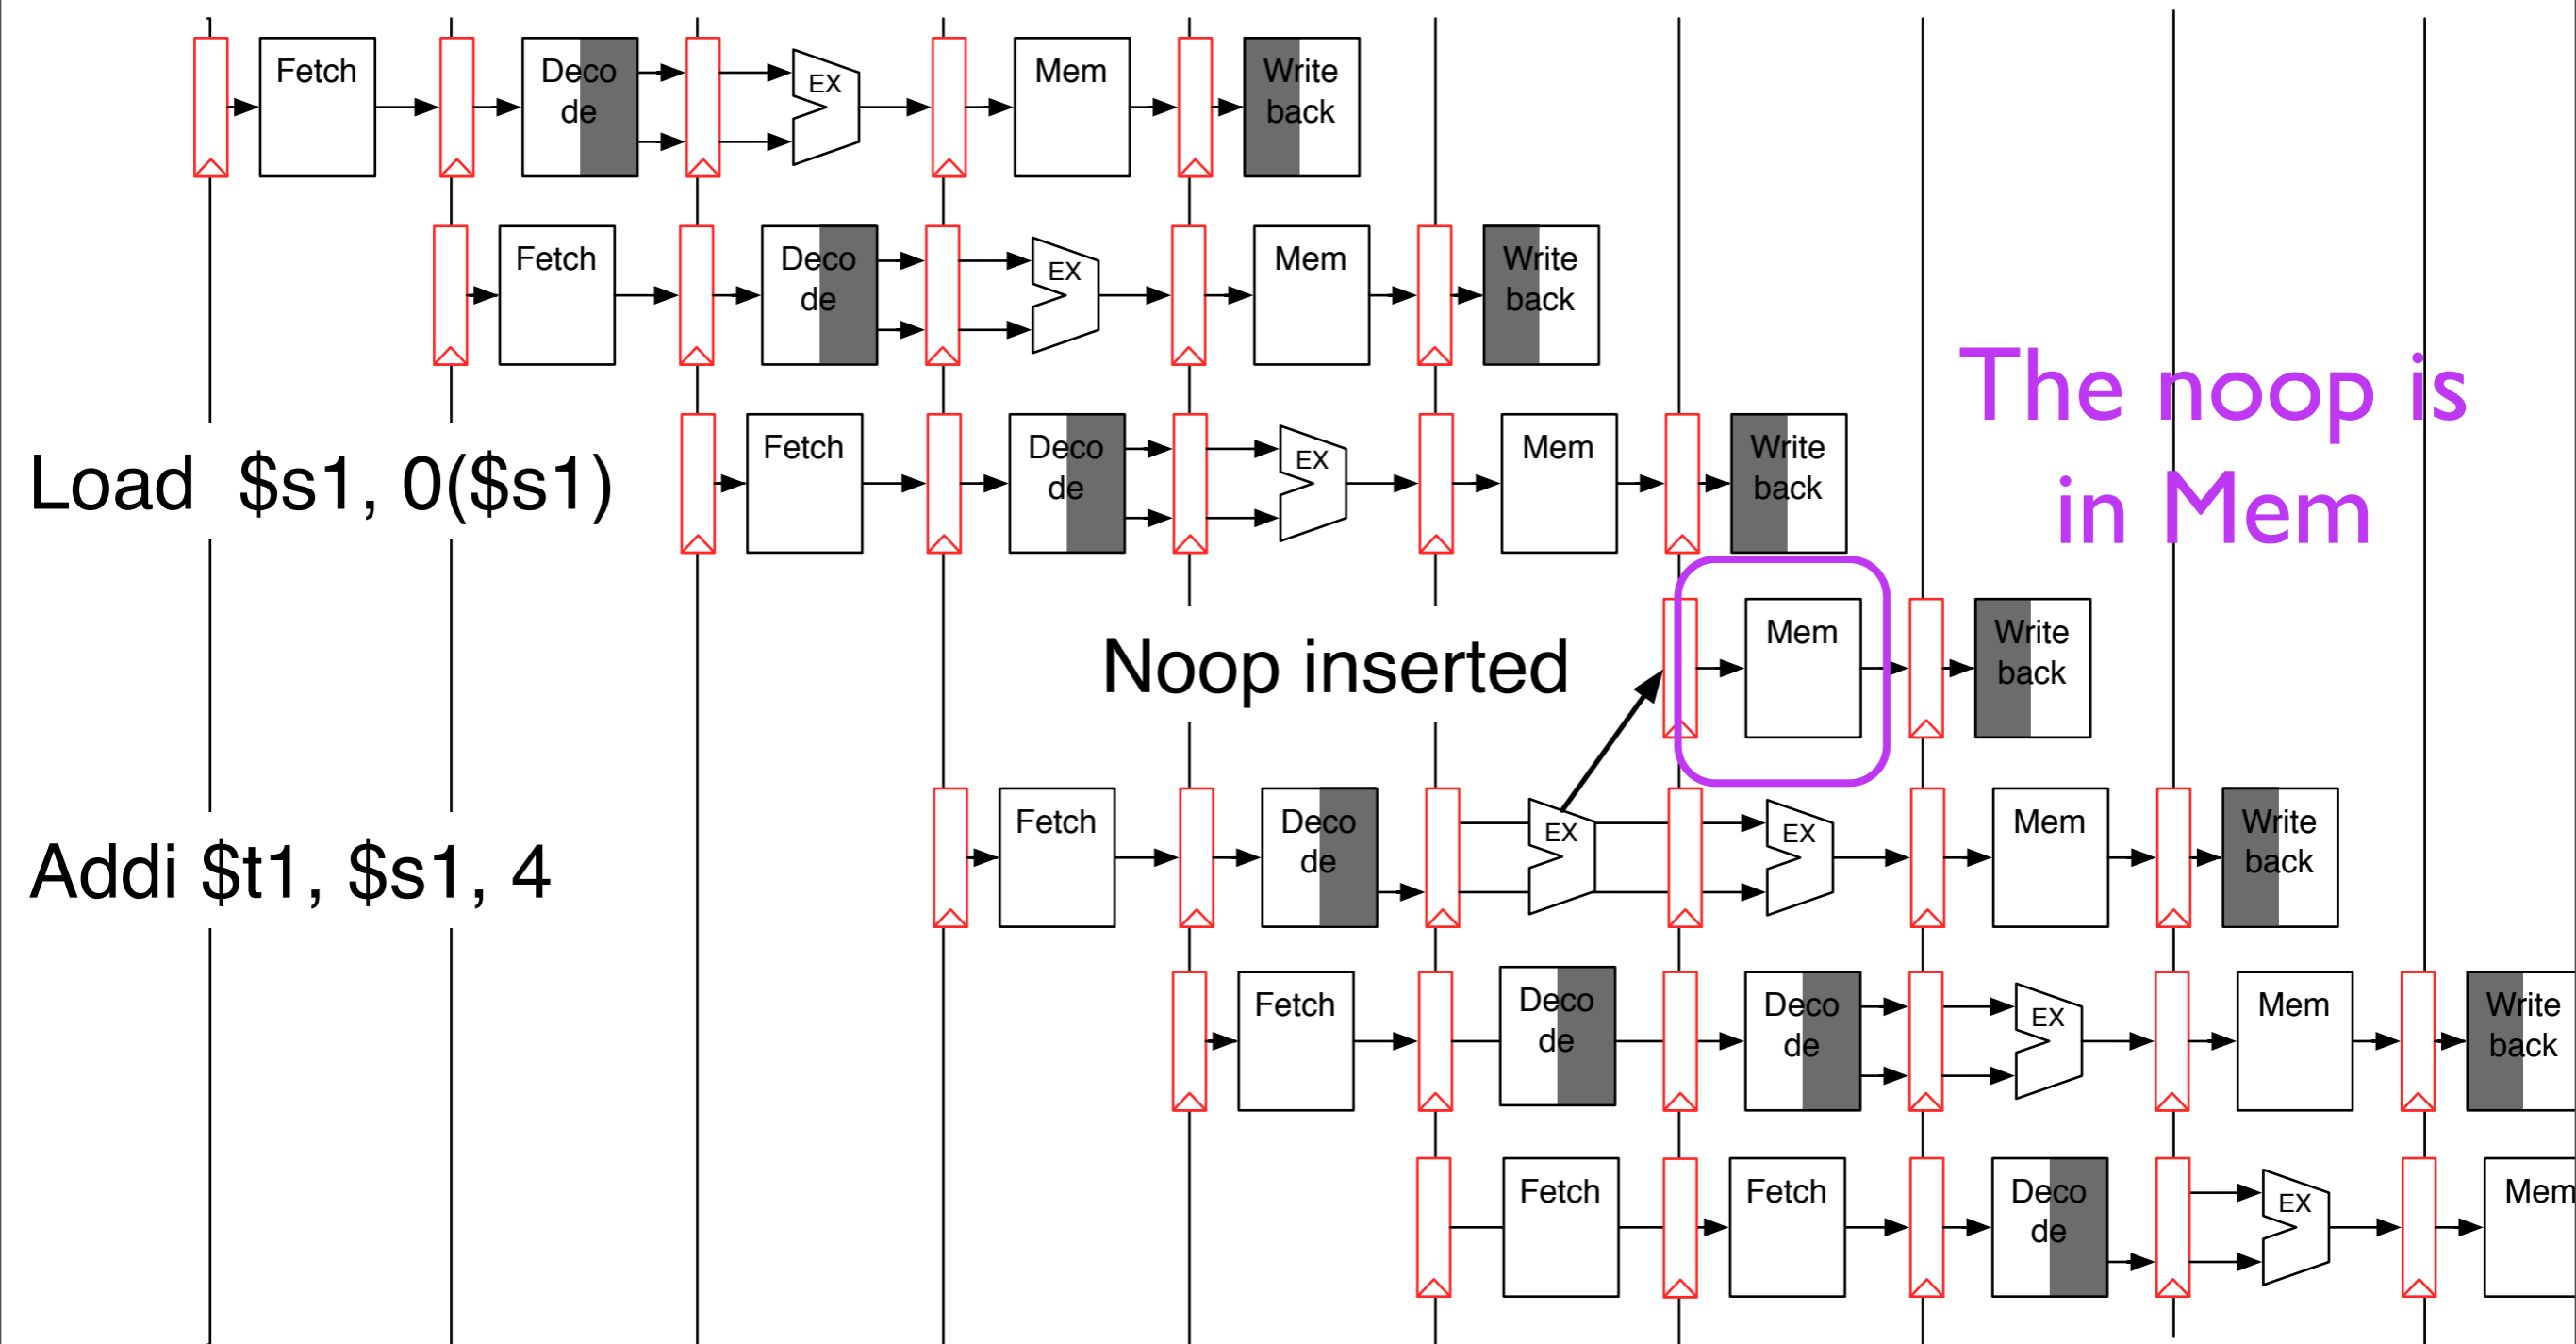 Fetch
Deco
de
EX
Mem
Write
back
Fetch
Deco
de
EX
Mem
Write
back
The noop is
in Mem
Load $s1, 0($s1)
Fetch
Deco
de
EX
Mem
Write
back
Noop inserted
Mem
Write
back
Addi $t1, $s1, 4
Fetch
Deco
de
EX
EX
Mem
Write
back
Fetch
Deco
de
Deco
de
EX
Mem
Write
back
Fetch
Fetch
Deco
de
EX
Mem